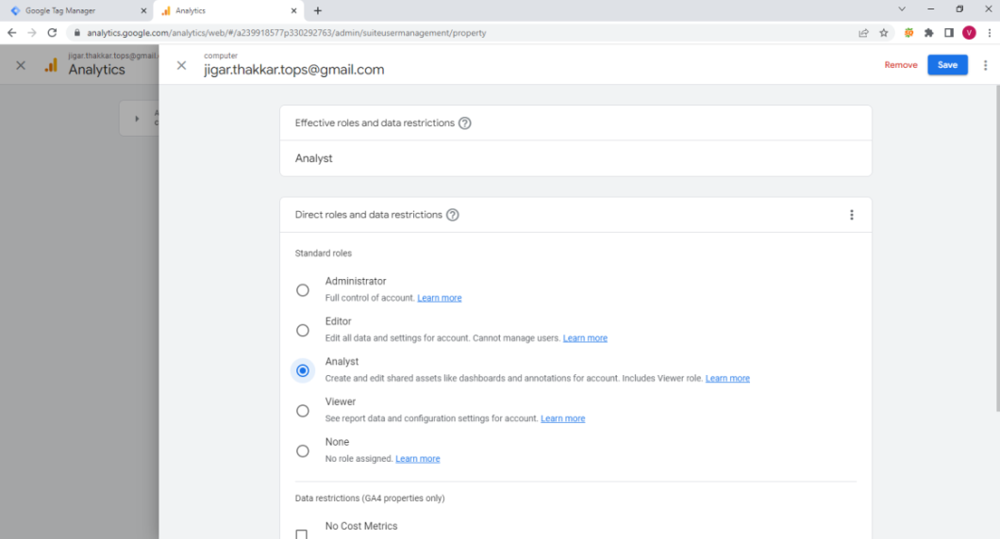 Google Tag Manager
Analytics
analytics.google.com/analytics/web/#/a239918577p330292763/admin/suiteusermanagement/property
V
jigar.thakkar.tops@gmail.
Analytics
computer
jigar.thakkar.tops@gmail.com
Remove
Save
Effective roles and data restrictions
Analyst
Direct roles and data restrictions
Standard roles
Administrator
Full control of account. Learn more
Editor
Edit all data and settings for account. Cannot manage users. Learn more
Analyst
Create and edit shared assets like dashboards and annotations for account. Includes Viewer role. Learn more
Viewer
See report data and configuration settings for account. Learn more
None
No role assigned. Learn more
Data restrictions (GA4 properties only)
No Cost Metrics